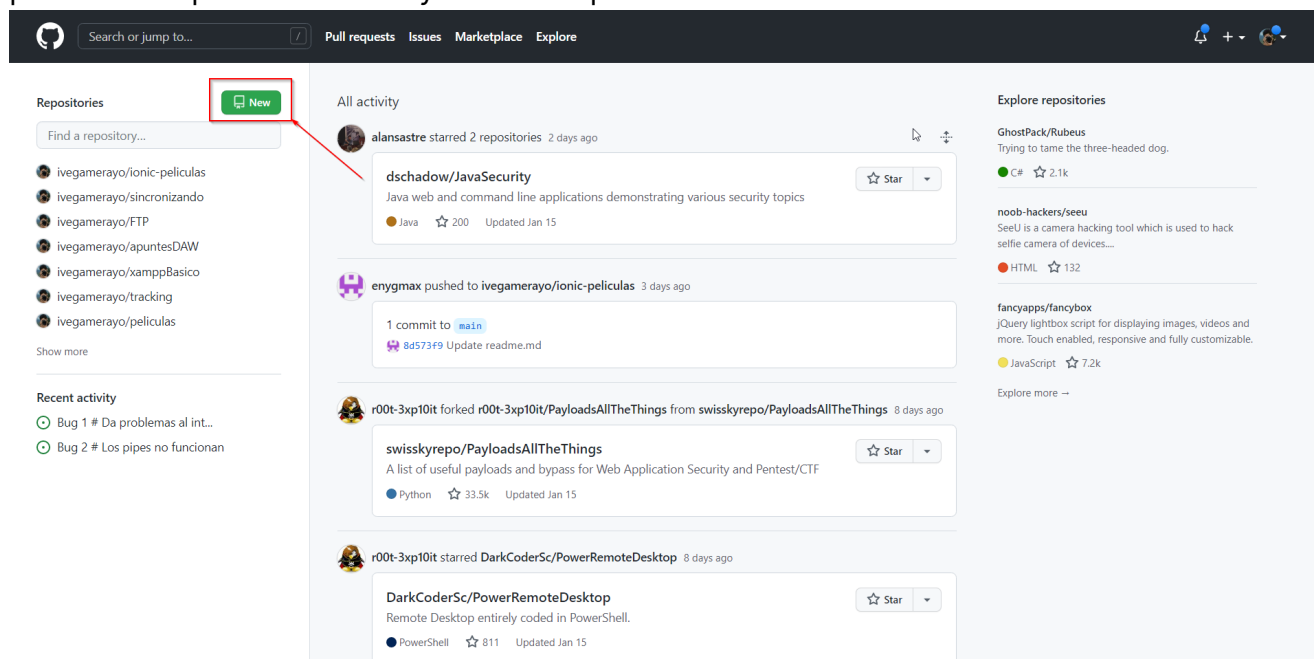 Search or jump to...
/
Pull requests Issues Marketplace Explore
Repositories
New
Find a repository...
ivegamerayo/ionic-peliculas
ivegamerayo/sincronizando
ivegamerayo/FTP
ivegamerayo/apuntesDAW
ivegamerayo/xamppBasico
ivegamerayo/tracking
ivegamerayo/peliculas
Show more
Recent activity
Bug 1 # Da problemas al int...
Bug 2 # Los pipes no funcionan
All activity
alansastre starred 2 repositories 2 days ago
dschadow/JavaSecurity
Star
Java web and command line applications demonstrating various security topics
Java 200 Updated Jan 15
enygmax pushed to ivegamerayo/ionic-peliculas 3 days ago
1 commit to main
8d573f9 Update readme.md
r00t-3xp10it forked r00t-3xp10it/PayloadsAllTheThings from swisskyrepo/PayloadsAllTheThings 8 days ago
swisskyrepo/PayloadsAllTheThings
Star
A list of useful payloads and bypass for Web Application Security and Pentest/CTF
Python 33.5k Updated Jan 15
r00t-3xp10it starred DarkCoderSc/PowerRemoteDesktop 8 days ago
DarkCoderSc/PowerRemoteDesktop
Star
Remote Desktop entirely coded in PowerShell.
PowerShell 811 Updated Jan 15
Explore repositories
GhostPack/Rubeus
Trying to tame the three-headed dog.
C# 2.1k
noob-hackers/seeu
SeeU is a camera hacking tool which is used to hack
selfie camera of devices....
HTML 132
fancyapps/fancybox
jQuery lightbox script for displaying images, videos and
more. Touch enabled, responsive and fully customizable.
JavaScript 7.2k
Explore more →